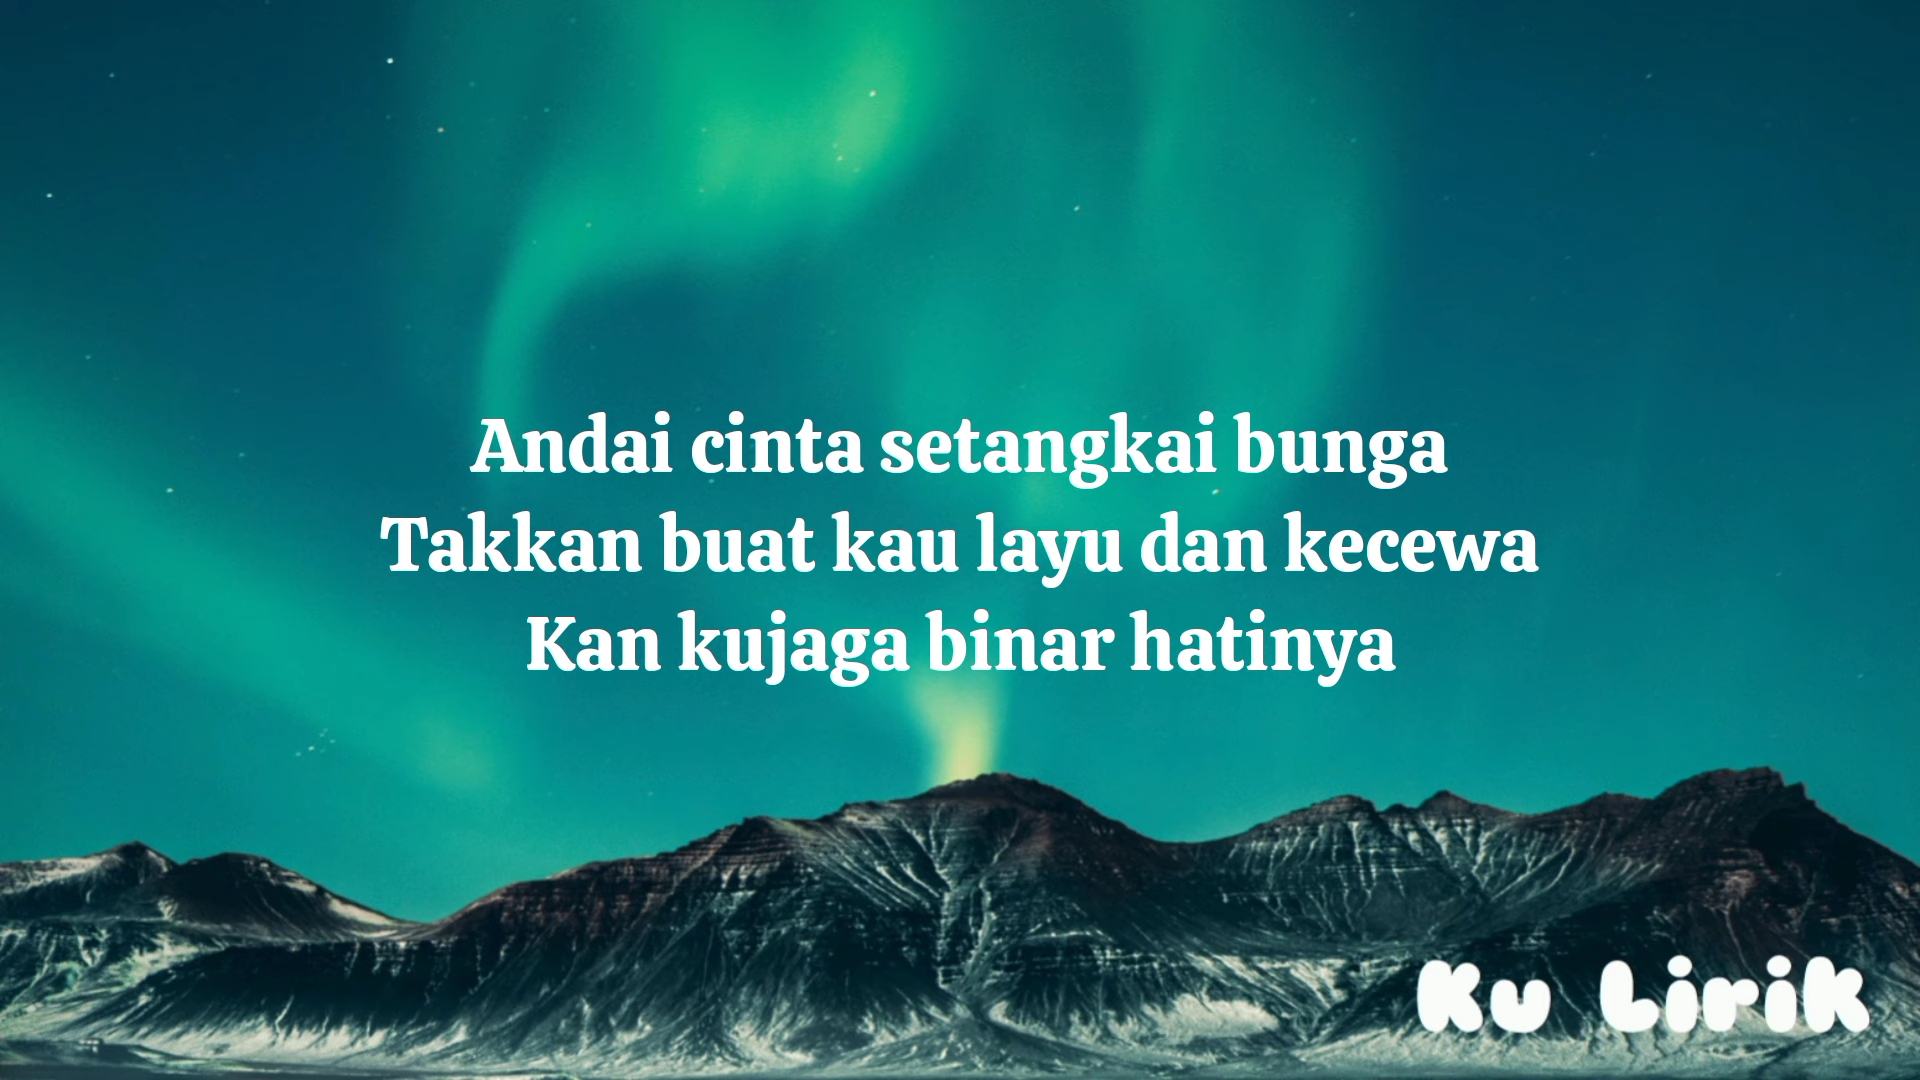 Andai cinta setangkai bunga
Takkan buat kau layu dan kecewa
Kan kujaga binar hatinya
Ku Lirik